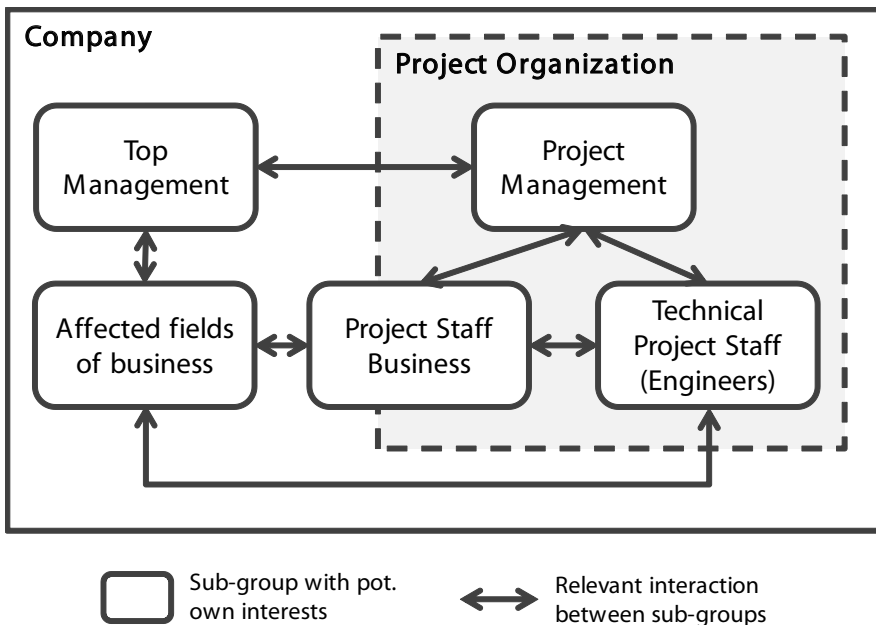 Company
Project Organization
Top
Management
Project
Management
Affected fields
of business
Project Staff
Business
Technical
Project Staff
(Engineers)
Sub-group with pot.
own interests
Relevant interaction
between sub-groups